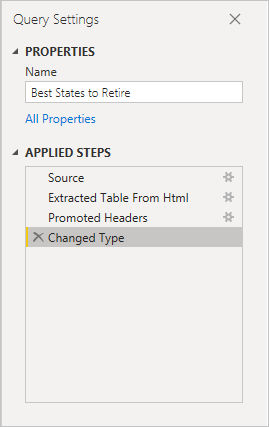 Query Settings
PROPERTIES
Name
Best States to Retire
All Properties
APPLIED STEPS
Source
Extracted Table From Html
Promoted Headers
Changed Type